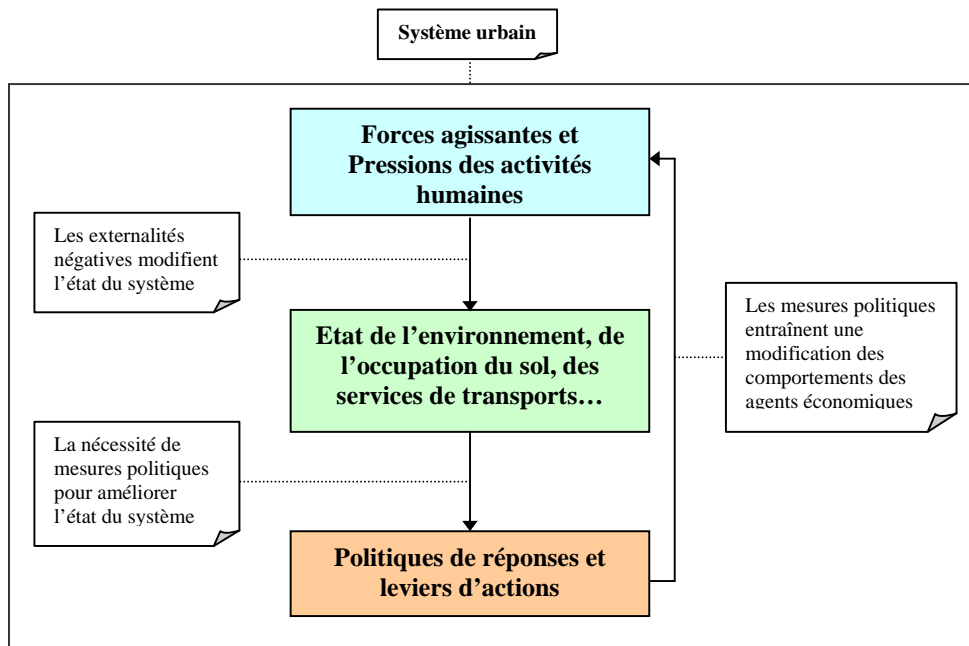 Système urbain
Forces agissantes et
Pressions des activités
humaines
Les externalités
négatives modifient
l’état du système
Etat de l’environnement, de
l’occupation du sol, des
services de transports…
Les mesures politiques
entraînent une
modification des
comportements des
agents économiques
La nécessité de
mesures politiques
pour améliorer
l’état du système
Politiques de réponses et
leviers d’actions